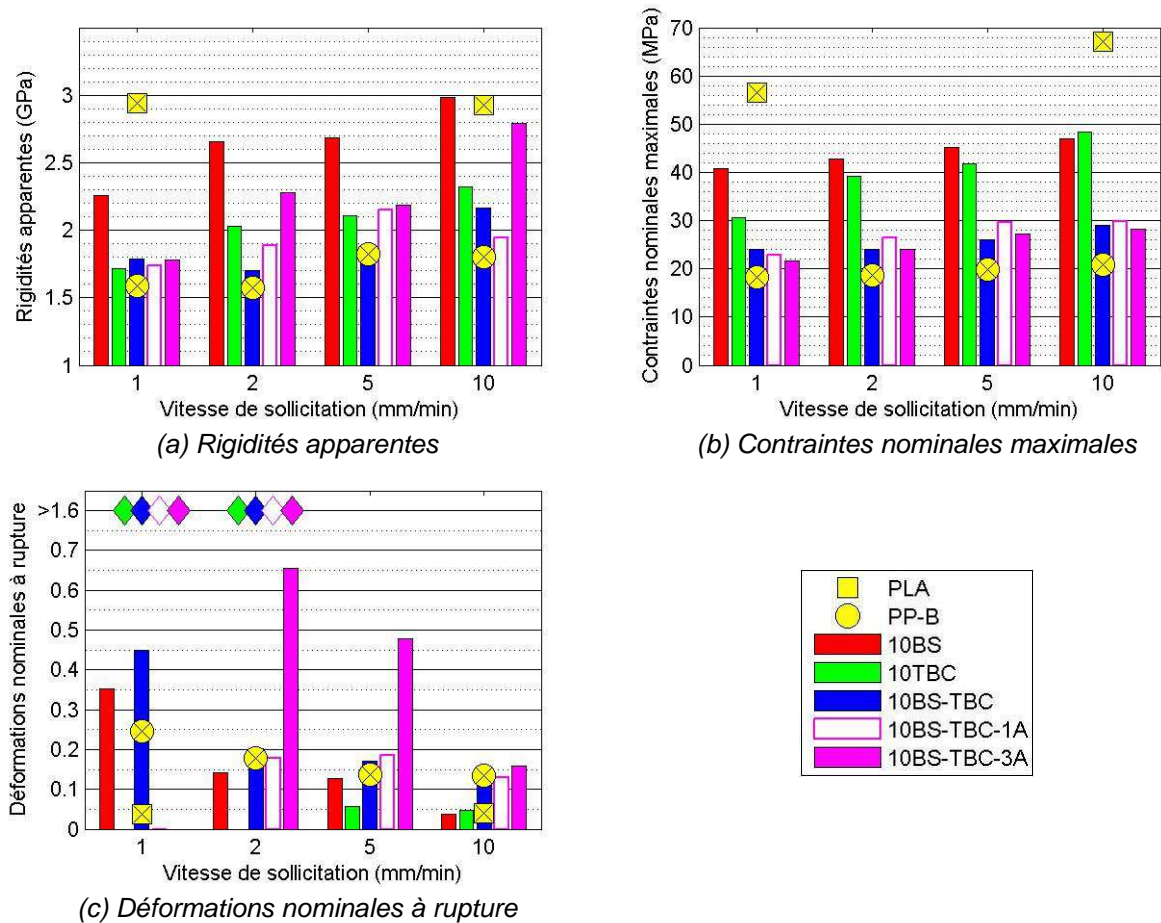 Rigidités apparentes (GPa)
3
2.5
2
1.5
1
1
2
5
10
Vitesse de sollicitation (mm/min)
(a) Rigidités apparentes
Contraintes nominales maximales (MPa)
70
60
50
40
30
20
10
0
1
2
5
10
Vitesse de sollicitation (mm/min)
(b) Contraintes nominales maximales
Déformations nominales à rupture
>1.6
0.7
0.6
0.5
0.4
0.3
0.2
0.1
0
1
2
5
10
Vitesse de sollicitation (mm/min)
(c) Déformations nominales à rupture
PLA
PP-B
10BS
10TBC
10BS-TBC
10BS-TBC-1A
10BS-TBC-3A